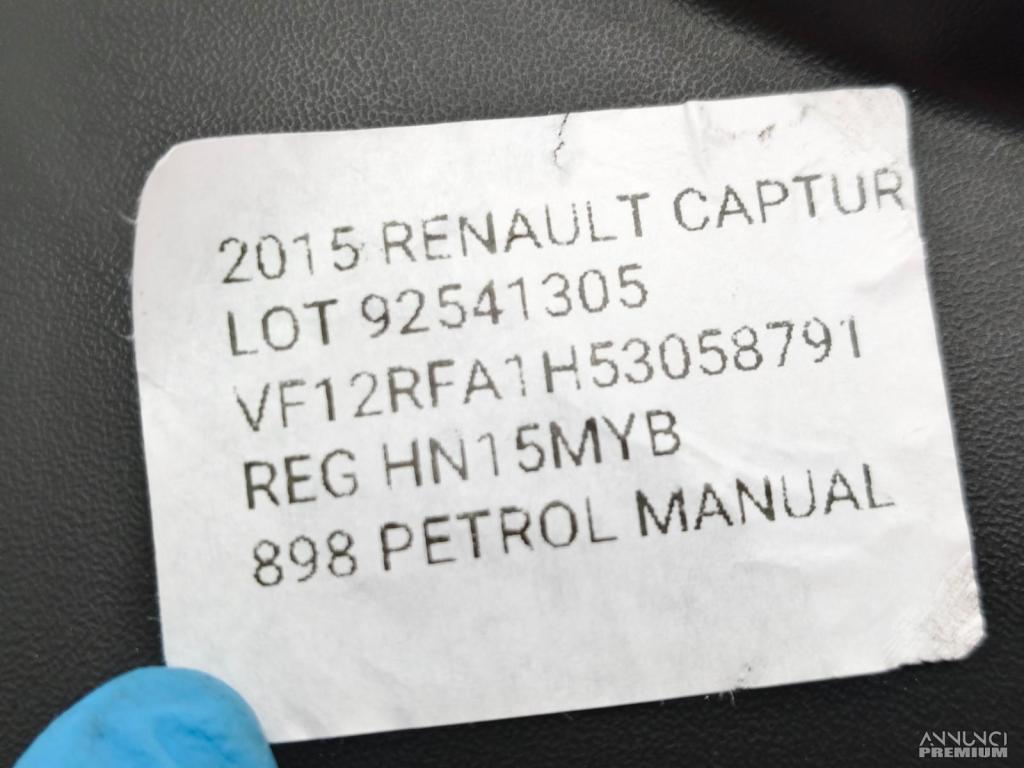 2015 RENAULT CAPTUR
LOT 92541305
VF12RFA1H53058791
REG HN15MYB
898 PETROL MANUAL
ANNUNCI
PREMIUM